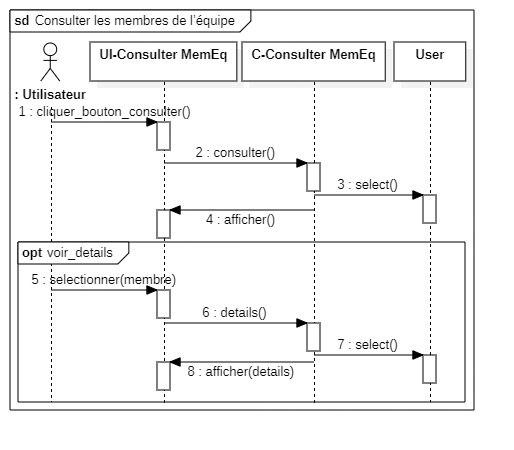 sd Consulter les membres de l'équipe
UI-Consulter MemEq
C-Consulter MemEq
User
: Utilisateur
1 : cliquer_bouton_consulter()
2 : consulter()
3 : select()
4 : afficher()
opt voir_details
5 : selectionner(membre)
6 : details()
7 : select()
8 : afficher(details)